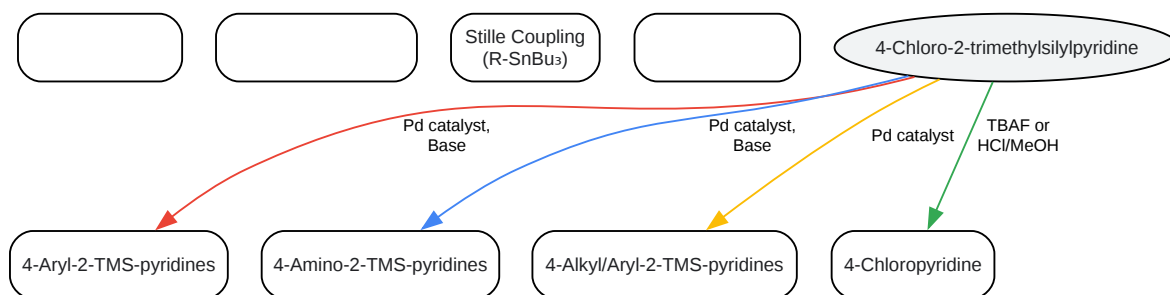 Stille Coupling
(R-SnBu₃)
4-Chloro-2-trimethylsilylpyridine
Pd catalyst,
Base
Pd catalyst,
Base
Pd catalyst
TBAF or
HCl/MeOH
4-Aryl-2-TMS-pyridines
4-Amino-2-TMS-pyridines
4-Alkyl/Aryl-2-TMS-pyridines
4-Chloropyridine